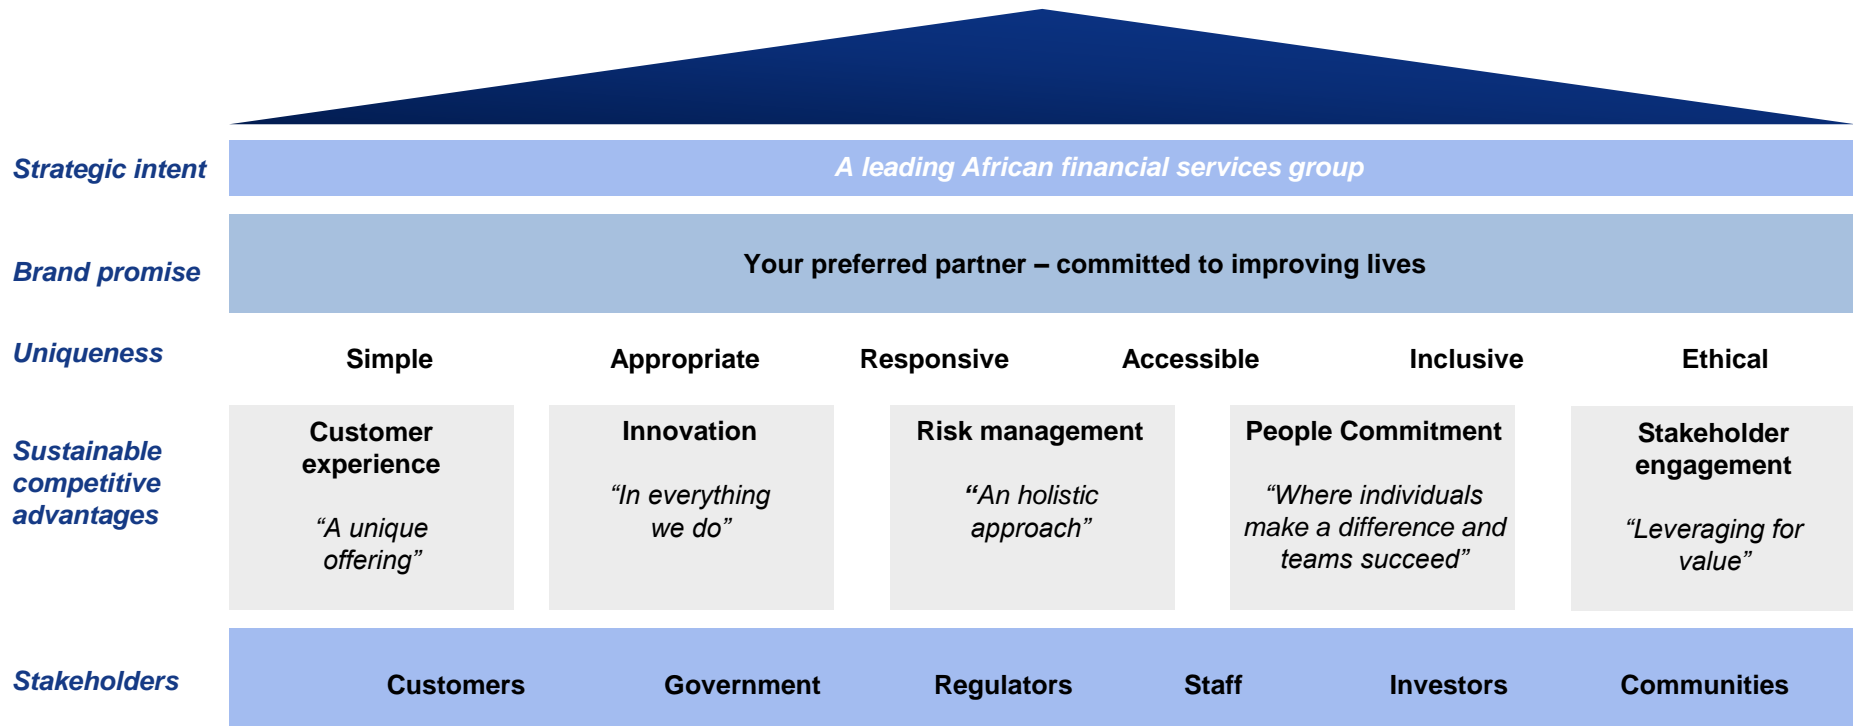 Strategic intent
A leading African financial services group
Brand promise
Your preferred partner – committed to improving lives
Uniqueness
Simple
Appropriate
Responsive
Accessible
Inclusive
Ethical
Sustainable
competitive
advantages
Customer
experience
“A unique
offering”
Innovation
“In everything
we do”
Risk management
“An holistic
approach”
People Commitment
“Where individuals
make a difference and
teams succeed”
Stakeholder
engagement
“Leveraging for
value”
Stakeholders
Customers
Government
Regulators
Staff
Investors
Communities